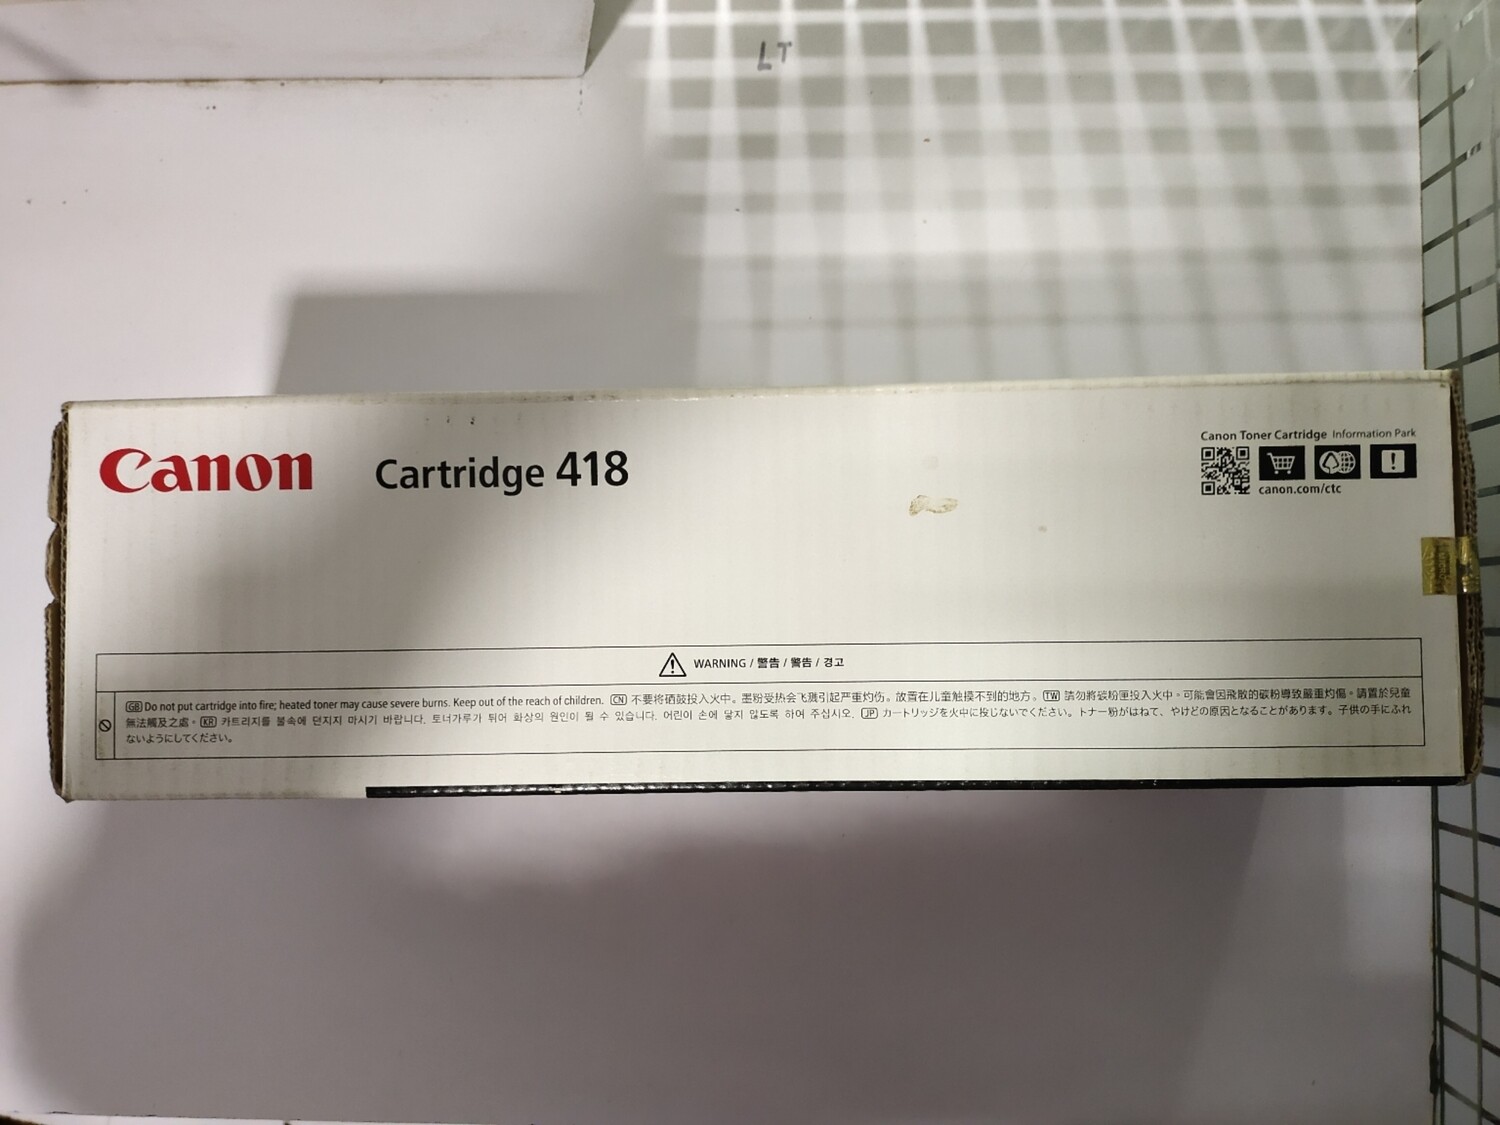 LT
Canon
Cartridge 418
Canon Toner Cartridge Information Park
canon.com/ctc
WARNING / 警告 / 警告 / 경고
GB Do not put cartridge into fire; heated toner may cause severe burns. Keep out of the reach of children. CN 不要将硒鼓投入火中。墨粉受热会飞溅引起严重灼伤。放置在儿童触摸不到的地方。 TW 請勿將碳粉匣投入火中。可能會因飛散的碳粉導致嚴重灼傷。請置於兒童
無法觸及之處。 KR 카트리지를 불속에 던지지 마시기 바랍니다. 토너가루가 튀어 화상의 원인이 될 수 있습니다. 어린이 손에 닿지 않도록 하여 주십시오. JP カートリッジを火中に投じないでください。トナー粉がはねて、やけどの原因となることがあります。子供の手にふれ
ないようにしてください。